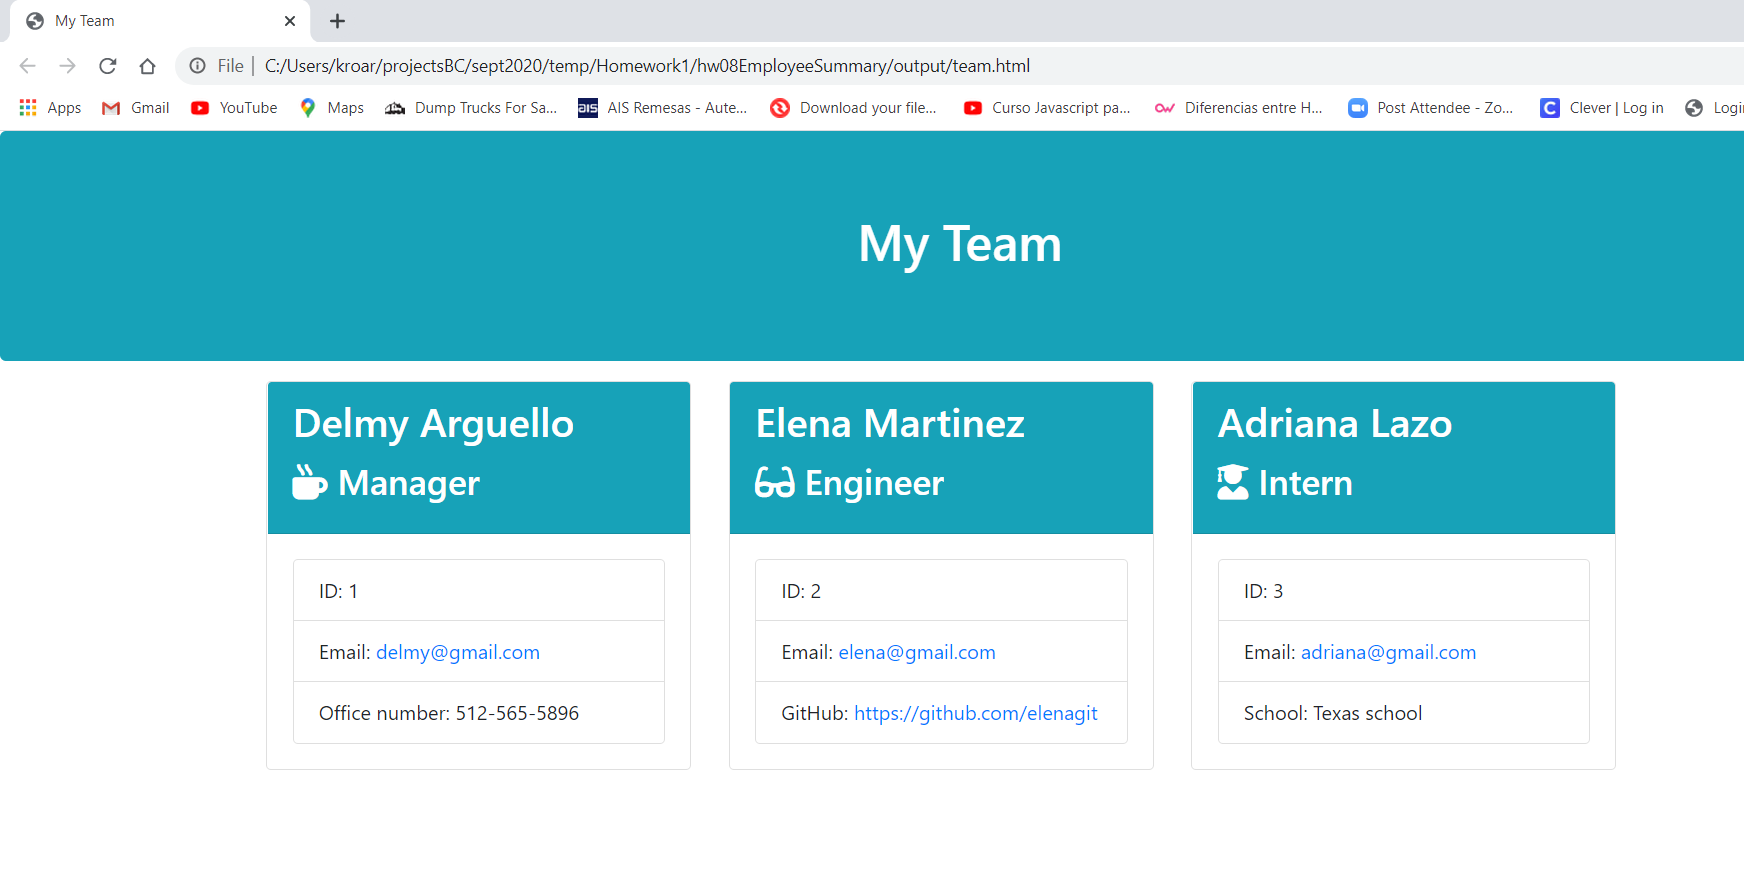 My Team
File | C:/Users/kroar/projectsBC/sept2020/temp/Homework1/hw08EmployeeSummary/output/team.html
Apps Gmail YouTube Maps Dump Trucks For Sa... AIS Remesas - Aute... Download your file... Curso Javascript pa... Diferencias entre H... Post Attendee - Zo... Clever | Log in Logi
My Team
Delmy Arguello
Manager
ID: 1
Email: delmy@gmail.com
Office number: 512-565-5896
Elena Martinez
Engineer
ID: 2
Email: elena@gmail.com
GitHub: https://github.com/elenagit
Adriana Lazo
Intern
ID: 3
Email: adriana@gmail.com
School: Texas school